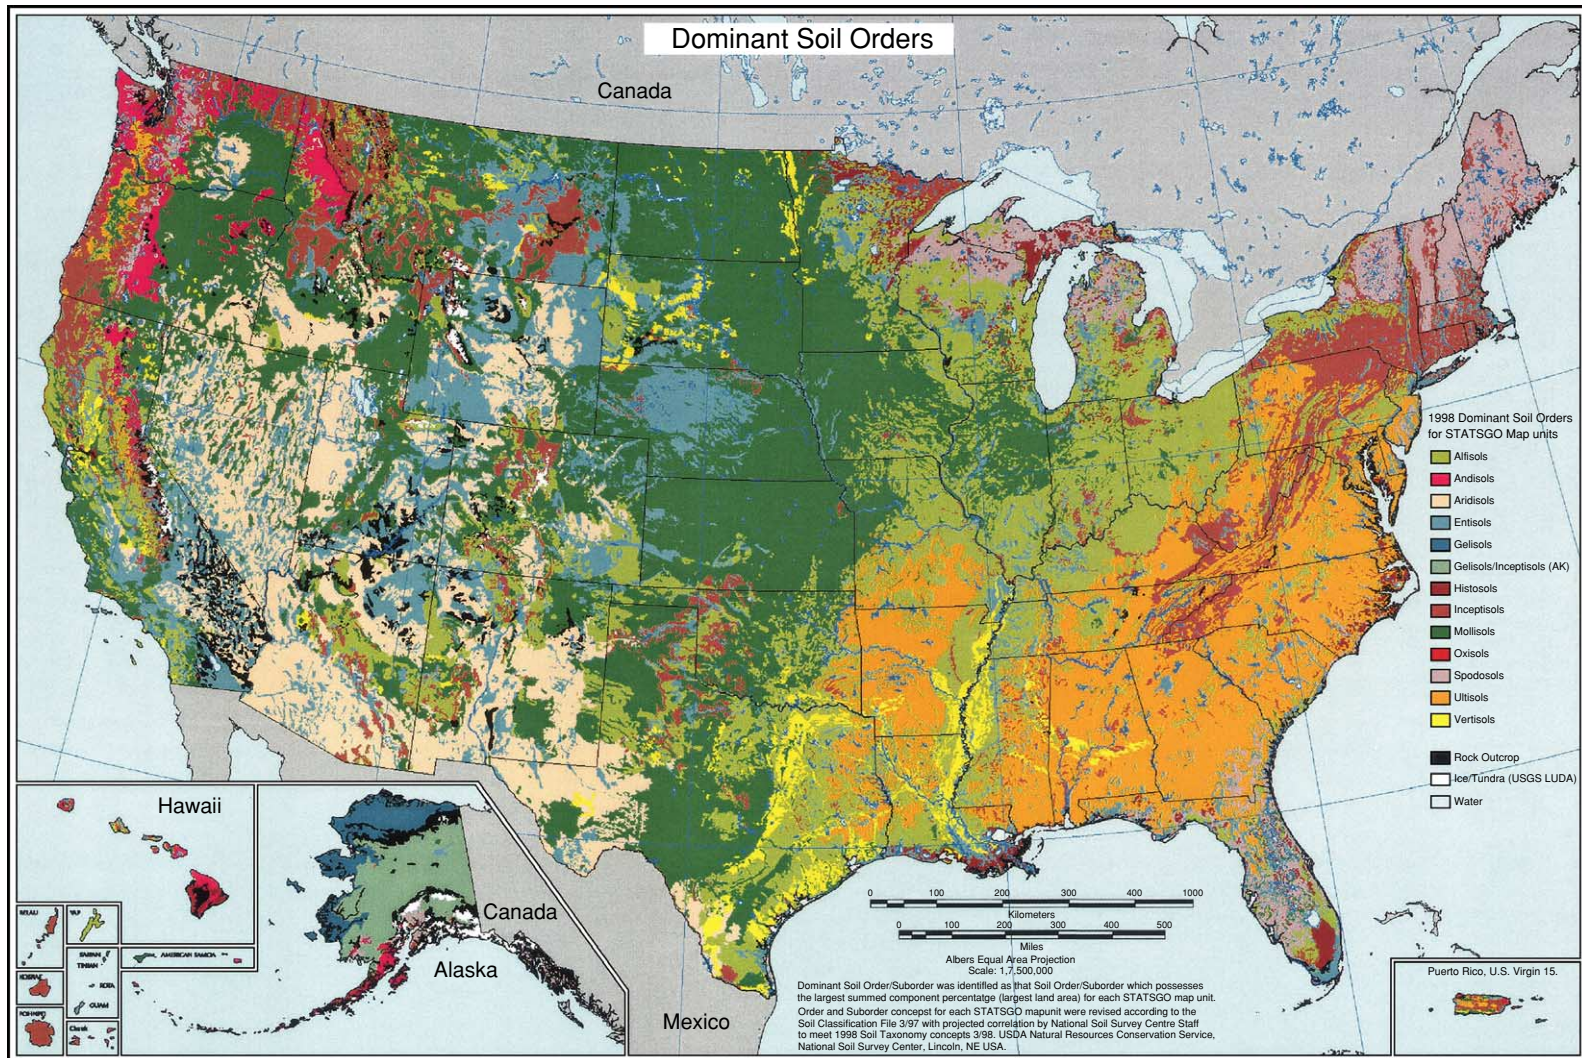 Dominant Soil Orders
Canada
1998 Dominant Soil Orders
for STATSGO Map units
Alfisols
Andisols
Aridisols
Entisols
Gelisols
Gelisols/Inceptisols (AK)
Histosols
Inceptisols
Mollisols
Oxisols
Spodosols
Ultisols
Vertisols
Rock Outcrop
Ice/Tundra (USGS LUDA)
Water
Hawaii
YAP
SAIPAN
TINIAN
ROTA
GUAM
AMERICAN SAMOA
Canada
Alaska
Mexico
0 100 200 300 400 1000
Kilometers
0 100 200 300 400 500
Miles
Albers Equal Area Projection
Scale: 1,7,500,000
Dominant Soil Order/Suborder was identified as that Soil Order/Suborder which possesses
the largest summed component percentatge (largest land area) for each STATSGO map unit.
Order and Suborder concepst for each STATSGO mapunit were revised according to the
Soil Classification File 3/97 with projected correlation by National Soil Survey Centre Staff
to meet 1998 Soil Taxonomy concepts 3/98. USDA Natural Resources Conservation Service,
National Soil Survey Center, Lincoln, NE USA.
Puerto Rico, U.S. Virgin 15.